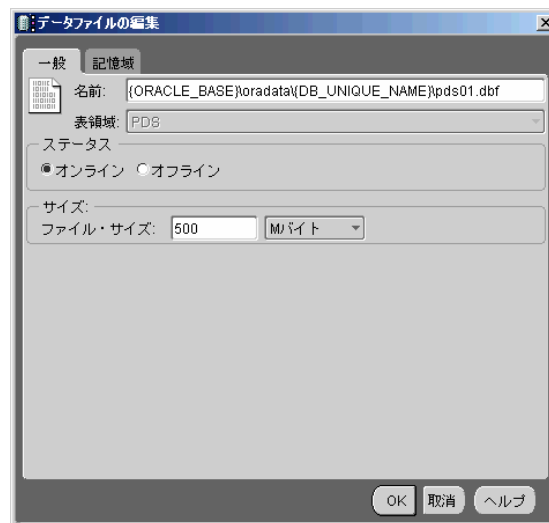 データファイルの編集
一般 記憶域
名前: {ORACLE_BASE}\oradata\{DB_UNIQUE_NAME}\pds01.dbf
表領域: PDS
ステータス
オンライン オフライン
サイズ:
ファイル・サイズ: 500 Mバイト
OK 取消 ヘルプ